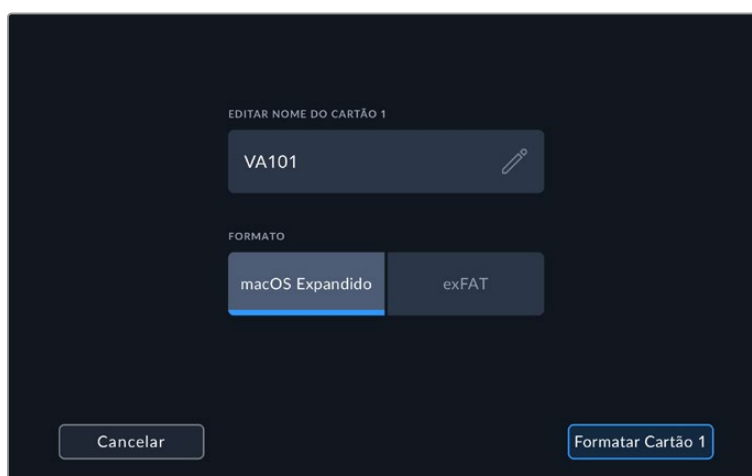 EDITAR NOME DO CARTÃO 1
VA101
FORMATO
macOS Expandido exFAT
Cancelar Formatar Cartão 1